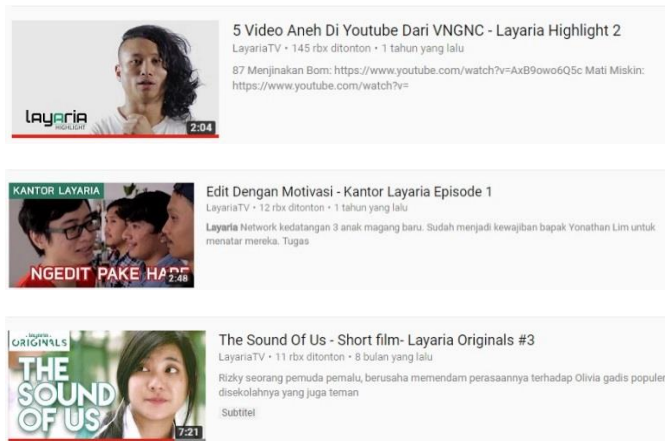 5 Video Aneh Di Youtube Dari VNGNC - Layaria Highlight 2
LayariaTV • 145 rbx ditonton • 1 tahun yang lalu
87 Menjinakan Bom: https://www.youtube.com/watch?v=AxB9owo6Q5c Mati Miskin:
https://www.youtube.com/watch?v=
layaria
HIGHLIGHT
2:04
KANTOR LAYARIA
NGEDIT PAKE HAPE
2:48
Edit Dengan Motivasi - Kantor Layaria Episode 1
LayariaTV • 12 rbx ditonton • 1 tahun yang lalu
Layaria Network kedatangan 3 anak magang baru. Sudah menjadi kewajiban bapak Yonathan Lim untuk
menatar mereka. Tugas
layaria
ORIGINALS
THE
SOUND
OF US
7:21
The Sound Of Us - Short film- Layaria Originals #3
LayariaTV • 11 rbx ditonton • 8 bulan yang lalu
Rizky seorang pemuda pemalu, berusaha memendam perasaannya terhadap Olivia gadis populer
disekolahnya yang juga teman
Subtitel